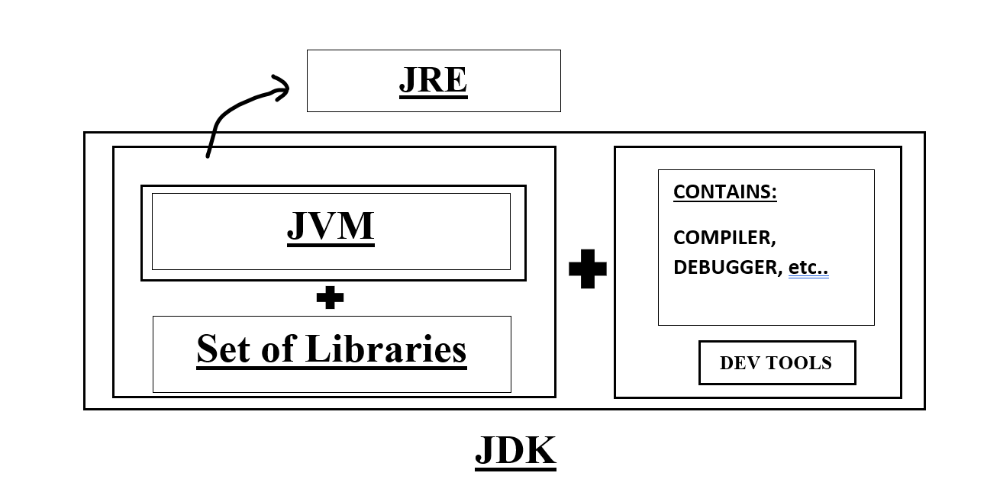 JRE
JVM
Set of Libraries
CONTAINS:
COMPILER,
DEBUGGER, etc..
DEV TOOLS
JDK